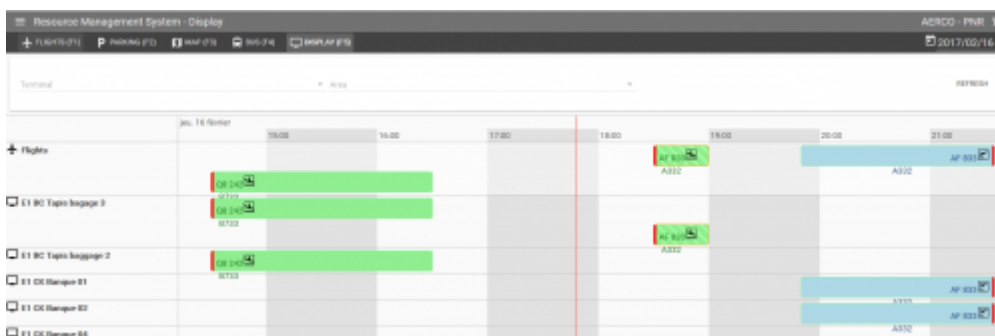 Resource Management System - Display
AERCO - PNR
FLIGHTS (F1) PARKING (F2) MAP (F3) BUS (F4) DISPLAY (F5)
2017/02/16
Terminal
Area
REFRESH
jeu. 16 février
15:00 16:00 17:00 18:00 19:00 20:00 21:00
Flights
AF 833
A332 A332
E1 BC Tapis bagage 3
B733
A332
E1 BC Tapis baggage 2
B733
E1 CK Banque 01
AF 833
E1 CK Banque 02
AF 833
A332